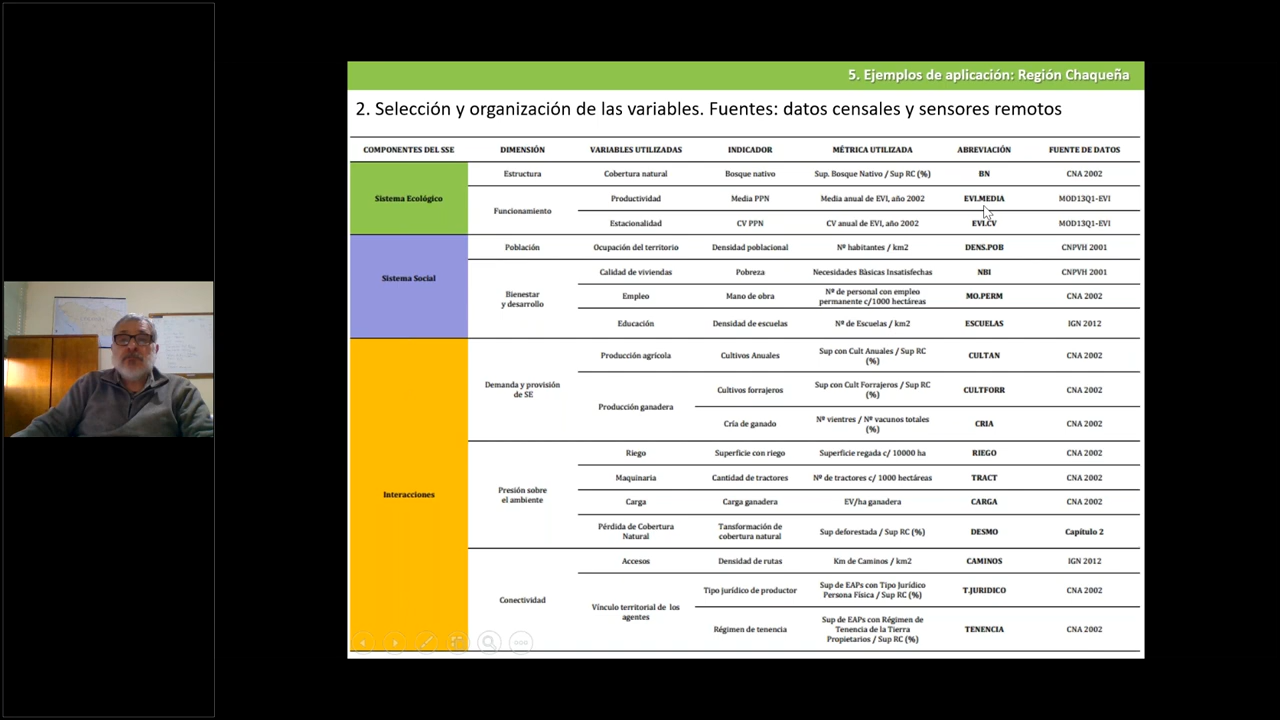 5. Ejemplos de aplicación: Región Chaqueña
2. Selección y organización de las variables. Fuentes: datos censales y sensores remotos
COMPONENTES DEL SSE DIMENSIÓN VARIABLES UTILIZADAS INDICADOR MÉTRICA UTILIZADA ABREVIACIÓN FUENTE DE DATOS
Sistema Ecológico
Estructura Cobertura natural Bosque nativo Sup. Bosque Nativo / Sup RC (%) BN CNA 2002
Funcionamiento
Productividad Media PPN Media anual de EVI, año 2002 EVI.MEDIA MOD13Q1-EVI
Estacionalidad CV PPN CV anual de EVI, año 2002 EVI.CV MOD13Q1-EVI
Sistema Social
Población Ocupación del territorio Densidad poblacional Nº habitantes / km2 DENS.POB CNPVH 2001
Bienestar
y desarrollo
Calidad de viviendas Pobreza Necesidades Básicas Insatisfechas NBI CNPVH 2001
Empleo Mano de obra Nº de personal con empleo
permanente c/1000 hectáreas MO.PERM CNA 2002
Educación Densidad de escuelas Nº de Escuelas / km2 ESCUELAS IGN 2012
Interacciones
Demanda y provisión
de SE
Producción agrícola Cultivos Anuales Sup con Cult Anuales / Sup RC
(%) CULTAN CNA 2002
Producción ganadera
Cultivos forrajeros Sup con Cult Forrajeros / Sup RC
(%) CULTFORR CNA 2002
Cría de ganado Nº vientres / Nº vacunos totales
(%) CRIA CNA 2002
Presión sobre
el ambiente
Riego Superficie con riego Superficie regada c/ 10000 ha RIEGO CNA 2002
Maquinaria Cantidad de tractores Nº de tractores c/ 1000 hectáreas TRACT CNA 2002
Carga Carga ganadera EV/ha ganadera CARGA CNA 2002
Pérdida de Cobertura
Natural Tansformación de
cobertura natural Sup deforestada / Sup RC (%) DESMO Capítulo 2
Conectividad
Accesos Densidad de rutas Km de Caminos / km2 CAMINOS IGN 2012
Vínculo territorial de los
agentes
Tipo jurídico de productor Sup de EAPs con Tipo Jurídico
Persona Física / Sup RC (%) T.JURIDICO CNA 2002
Régimen de tenencia Sup de EAPs con Régimen de
Tenencia de la Tierra
Propietarios / Sup RC (%) TENENCIA CNA 2002